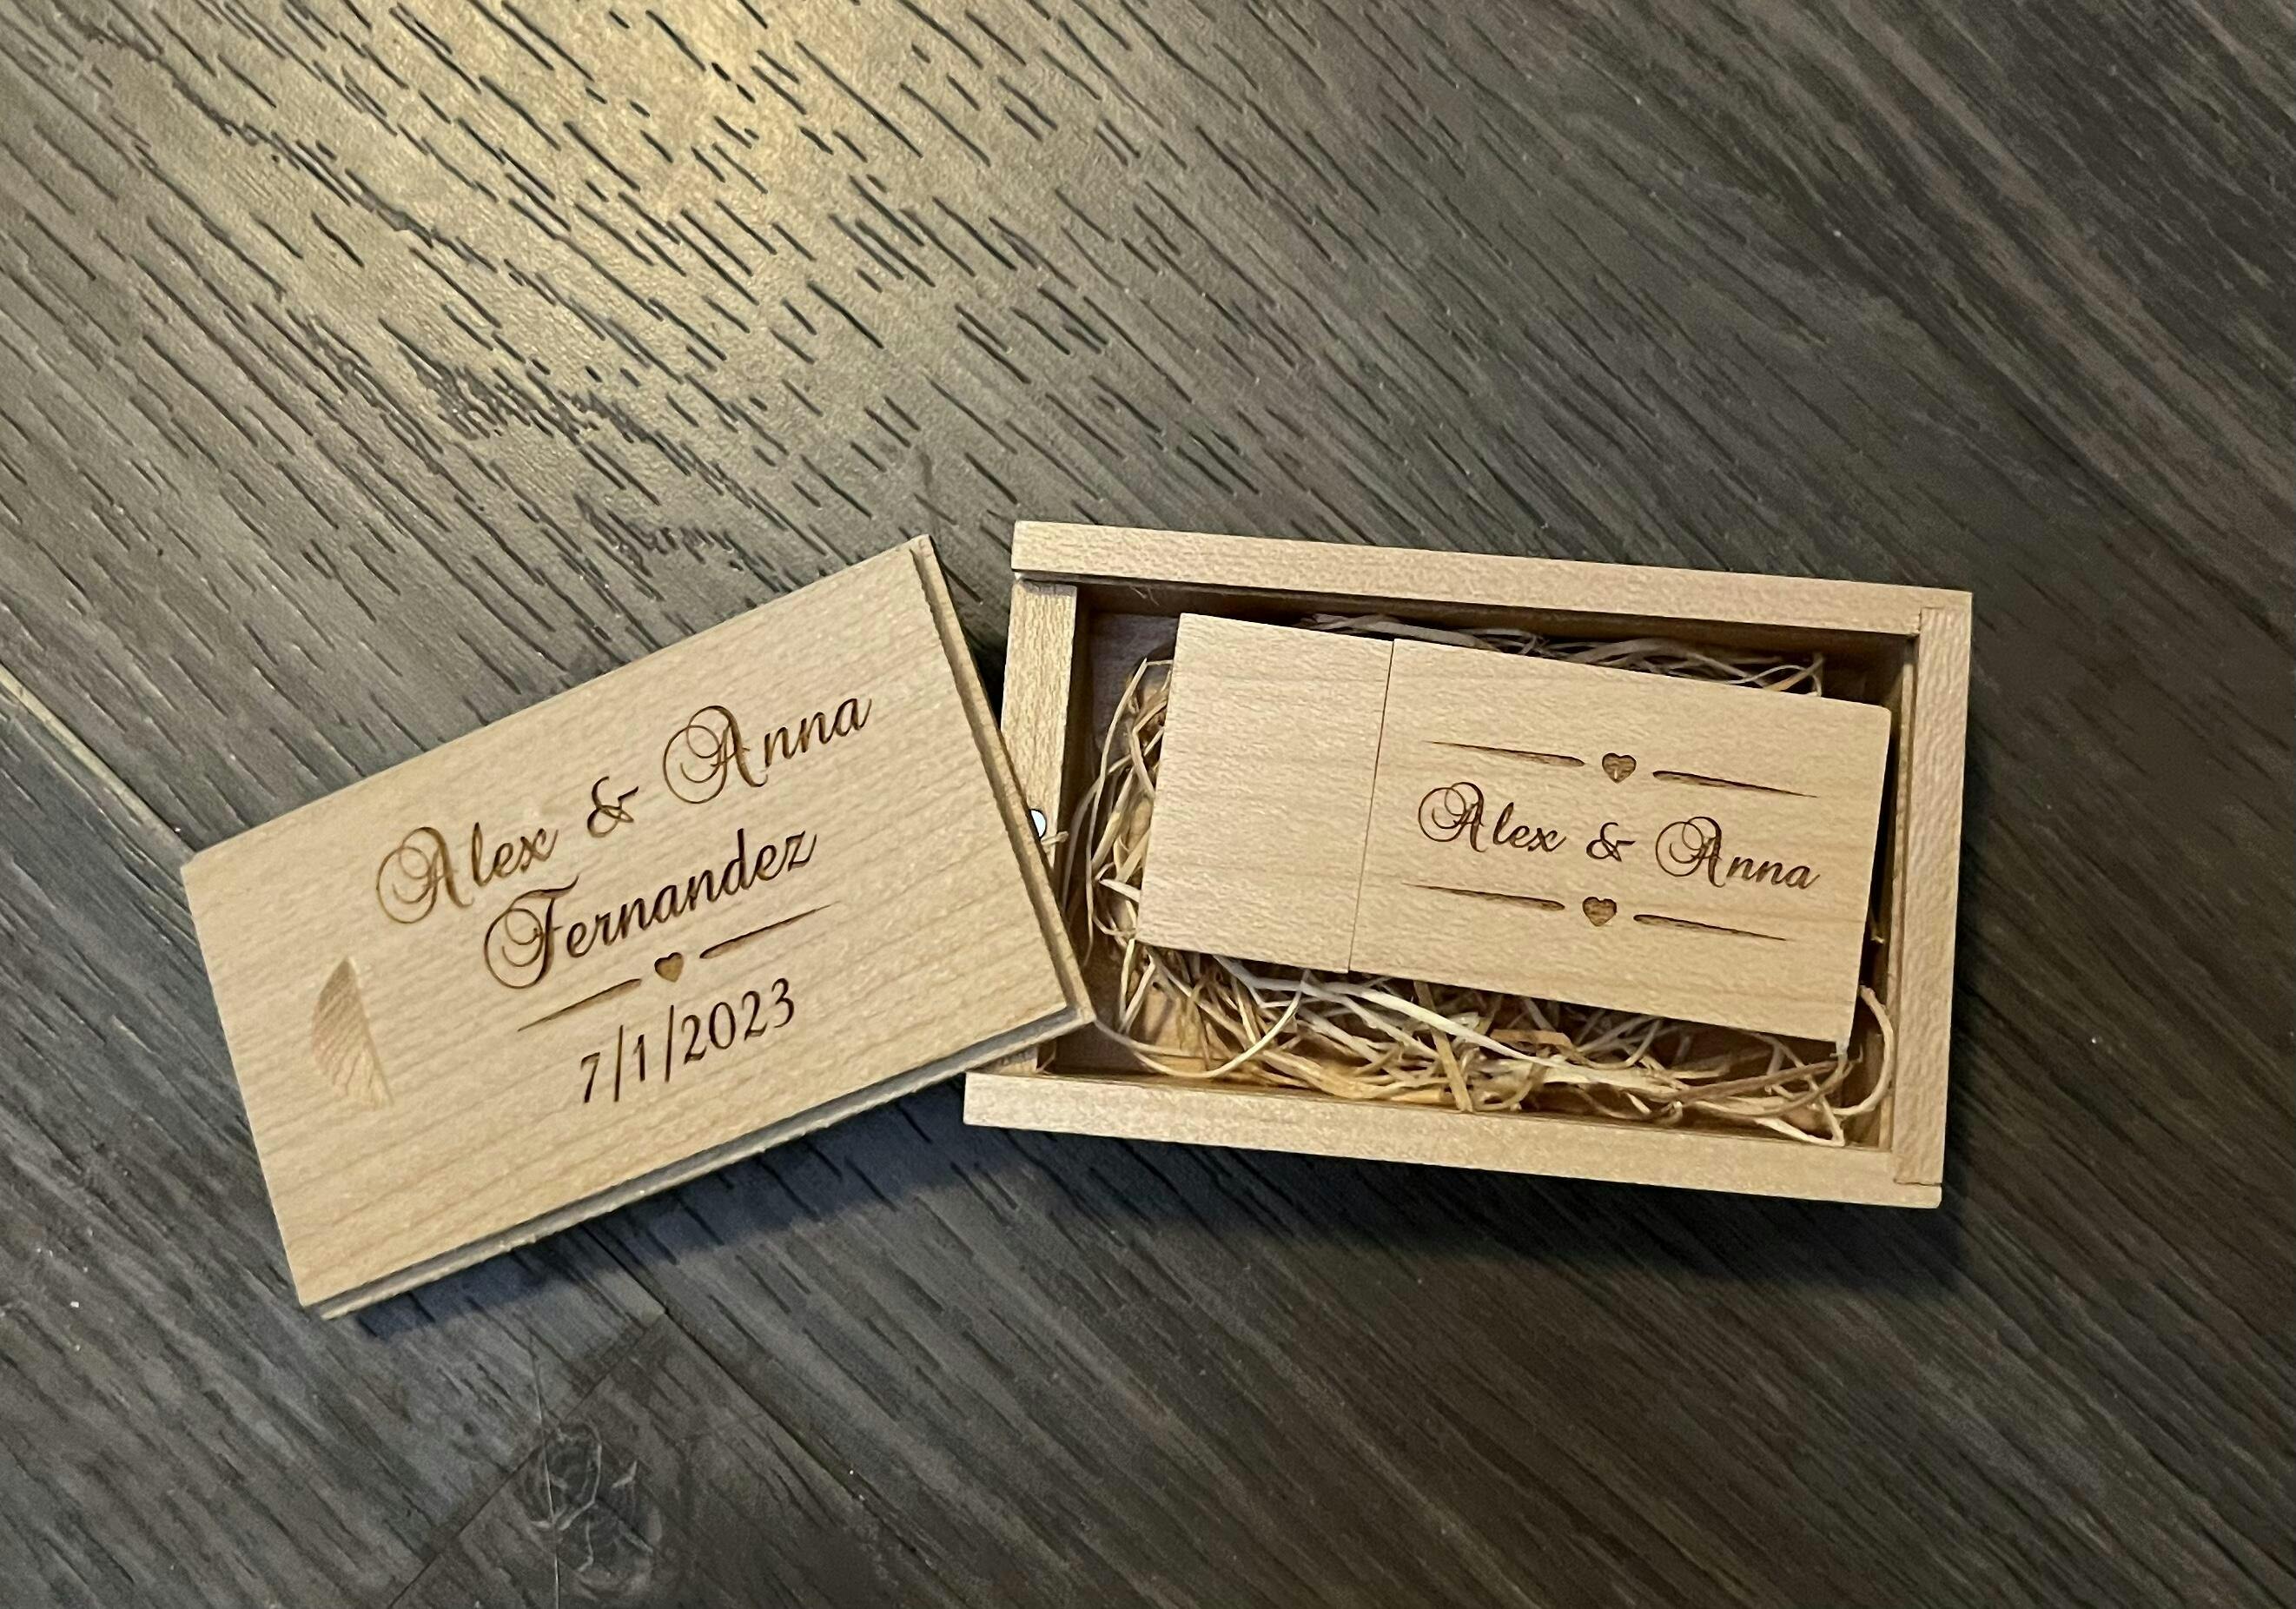 Alex & Anna
Fernandez
7/1/2023
Alex & Anna